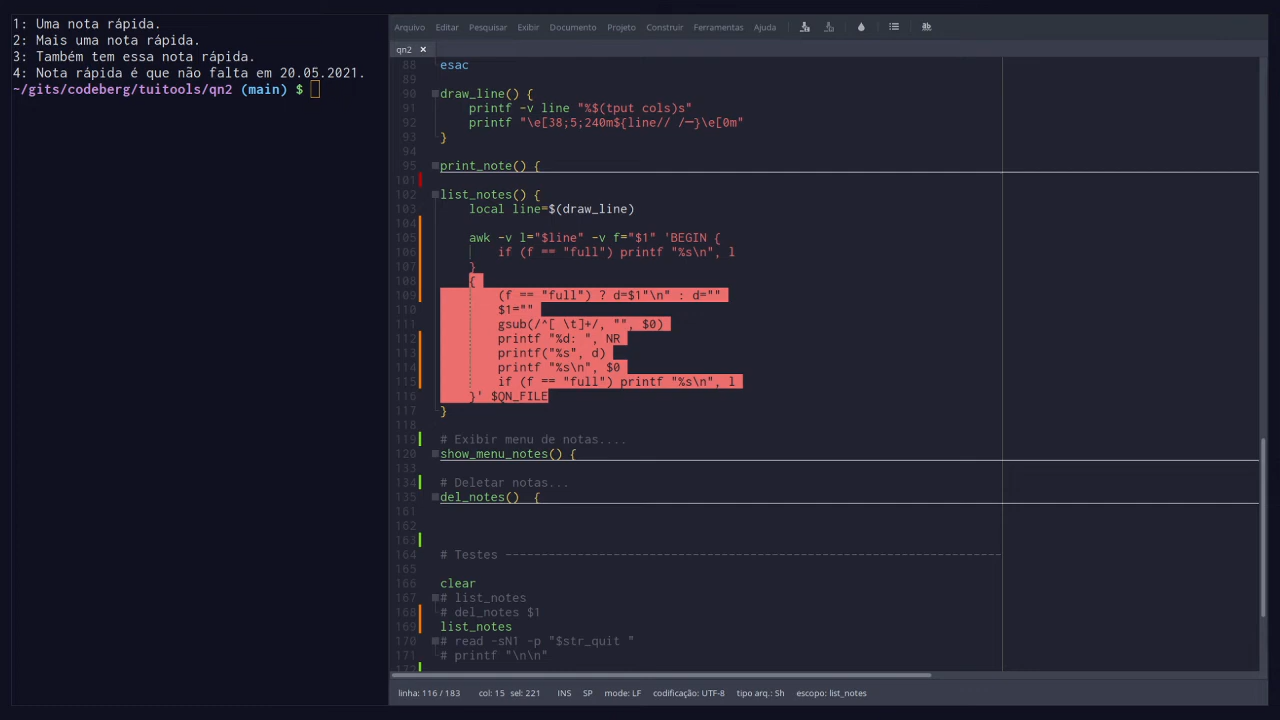 1: Uma nota rápida.
2: Mais uma nota rápida.
3: Também tem essa nota rápida.
4: Nota rápida é que não falta em 20.05.2021.
~/gits/codeberg/tuitools/qn2 (main) $
Arquivo Editar Pesquisar Exibir Documento Projeto Construir Ferramentas Ajuda ab
qn2 ×
88 esac
89
90 draw_line() {
91     printf -v line "%$(tput cols)s"
92     printf "\e[38;5;240m${line// /─}\e[0m"
93 }
94
95 print_note() {
101
102 list_notes() {
103     local line=$(draw_line)
104
105     awk -v l="$line" -v f="$1" 'BEGIN {
106         if (f == "full") printf "%s\n", l
107     }
108     {
109         (f == "full") ? d=$1"\n" : d=""
110         $1=""
111         gsub(/^[ \t]+/, "", $0)
112         printf "%d: ", NR
113         printf("%s", d)
114         printf "%s\n", $0
115         if (f == "full") printf "%s\n", l
116     }' $QN_FILE
117 }
118
119 # Exibir menu de notas....
120 show_menu_notes() {
133
134 # Deletar notas...
135 del_notes()  {
161
162
163
164 # Testes ---------------------------------------------------------------------
165
166 clear
167 # list_notes
168 # del_notes $1
169 list_notes
170 # read -sN1 -p "$str_quit "
171 # printf "\n\n"
172
linha: 116 / 183 col: 15 sel: 221 INS SP modo: LF codificação: UTF-8 tipo arq.: Sh escopo: list_notes